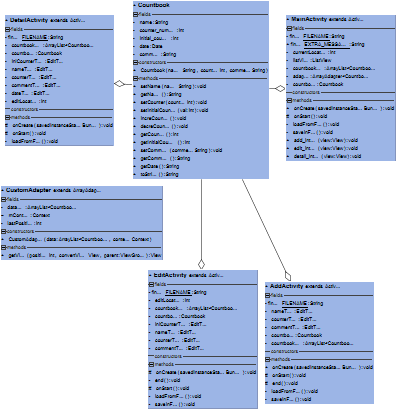 DetailActivity extends Activ...
fields
fin... FILENAME:String
countbook... :ArrayList<Countboo...
countbo... :Countbook
initCounterT... :EditT...
nameT... :EditT...
counterT... :EditT...
commentT... :EditT...
dateT... :EditT...
editLocat... :int
constructors
methods
onCreate(savedInstanceSta... Bun... ):void
onStart():void
loadFromF... ():void
Countbook
fields
name:String
counter_num... :int
initial_cou... :int
date:Date
comm... :String
constructors
Countbook(na... :String, count... int, comme... String)
methods
setName(na... String):void
getNa... ():String
setCounter(count int):void
setInitialCoun... (val:int):void
increCoun... ():void
decreCoun... ():void
getCoun... ():int
getInitialCou... ():int
setComm... (comme... String):void
getComm... ():String
getDate():String
toStri... ():String
MainActivity extends Activ...
fields
fin... FILENAME:String
fin... EXTRA_MESSA... :String
currentLocat... :int
listVi... :ListView
countbook... :ArrayList<Countboo...
adap... :ArrayAdapter<Countbo...
countbo... :Countbook
constructors
methods
onCreate(savedInstanceSta... Bun... ):void
onStart():void
loadFromF... ():void
saveInF... ():void
add_int... (view:View):void
edit_int... (view:View):void
detail_int... (view:View):void
CustomAdapter extends ArrayAdap...
fields
data... :ArrayList<Countboo...
mCont... :Context
lastPositi... :int
constructors
CustomAdap... (data:ArrayList<Countboo... , conte... Context)
methods
getVi... (positi... int, convertVi... View, parent:ViewGro...):View
EditActivity extends Activ...
fields
fin... FILENAME:String
editLocat... :int
countbook... :ArrayList<Countboo...
countbo... :Countbook
initCounterT... :EditT...
nameT... :EditT...
counterT... :EditT...
commentT... :EditT...
constructors
methods
onCreate(savedInstanceSta... Bun... ):void
end():void
onStart():void
loadFromF... ():void
saveInF... ():void
AddActivity extends Activ...
fields
fin... FILENAME:String
nameT... :EditT...
counterT... :EditT...
commentT... :EditT...
countbo... :Countbook
countbook... :ArrayList<Countboo...
constructors
methods
onCreate(savedInstanceSta... Bun... ):void
onStart():void
end():void
loadFromF... ():void
saveInF... ():void